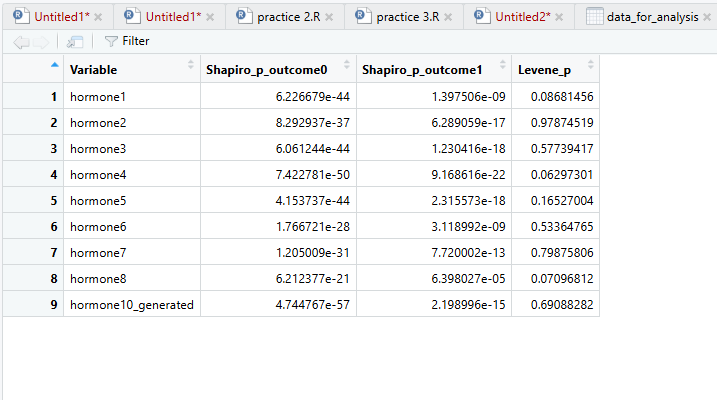 Untitled1* Untitled1* practice 2.R practice 3.R Untitled2* data_for_analysis
Filter
Variable Shapiro_p_outcome0 Shapiro_p_outcome1 Levene_p
1 hormone1 6.226679e-44 1.397506e-09 0.08681456
2 hormone2 8.292937e-37 6.289059e-17 0.97874519
3 hormone3 6.061244e-44 1.230416e-18 0.57739417
4 hormone4 7.422781e-50 9.168616e-22 0.06297301
5 hormone5 4.153737e-44 2.315573e-18 0.16527004
6 hormone6 1.766721e-28 3.118992e-09 0.53364765
7 hormone7 1.205009e-31 7.720002e-13 0.79875806
8 hormone8 6.212377e-21 6.398027e-05 0.07096812
9 hormone10_generated 4.744767e-57 2.198996e-15 0.69088282